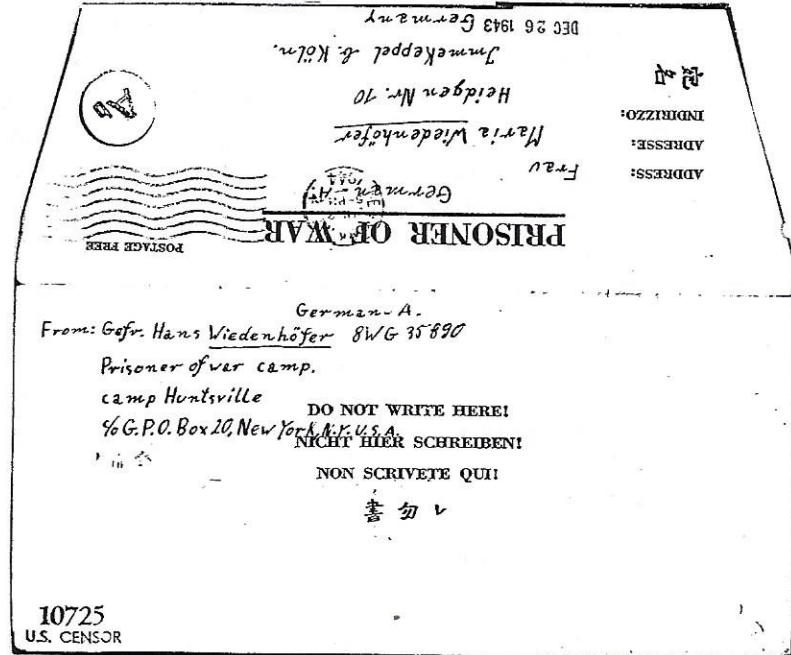 PRISONER OF WAR
POSTAGE FREE
German-A.
ADDRESS:
Frau
ADRESSE:
Maria Wiedenhöfer
INDIRIZZO:
Heidgen Nr. 10
Immekeppel b. Köln.
DEC 26 1943 Germany
German-A.
From: Gefr. Hans Wiedenhöfer 8WG 35890
Prisoner of war camp.
camp Huntsville
c/o G.P.O. Box 20, New York, N.Y. U.S.A.
DO NOT WRITE HERE!
NICHT HIER SCHREIBEN!
NON SCRIVETE QUI!
書勿レ
10725
U.S. CENSOR